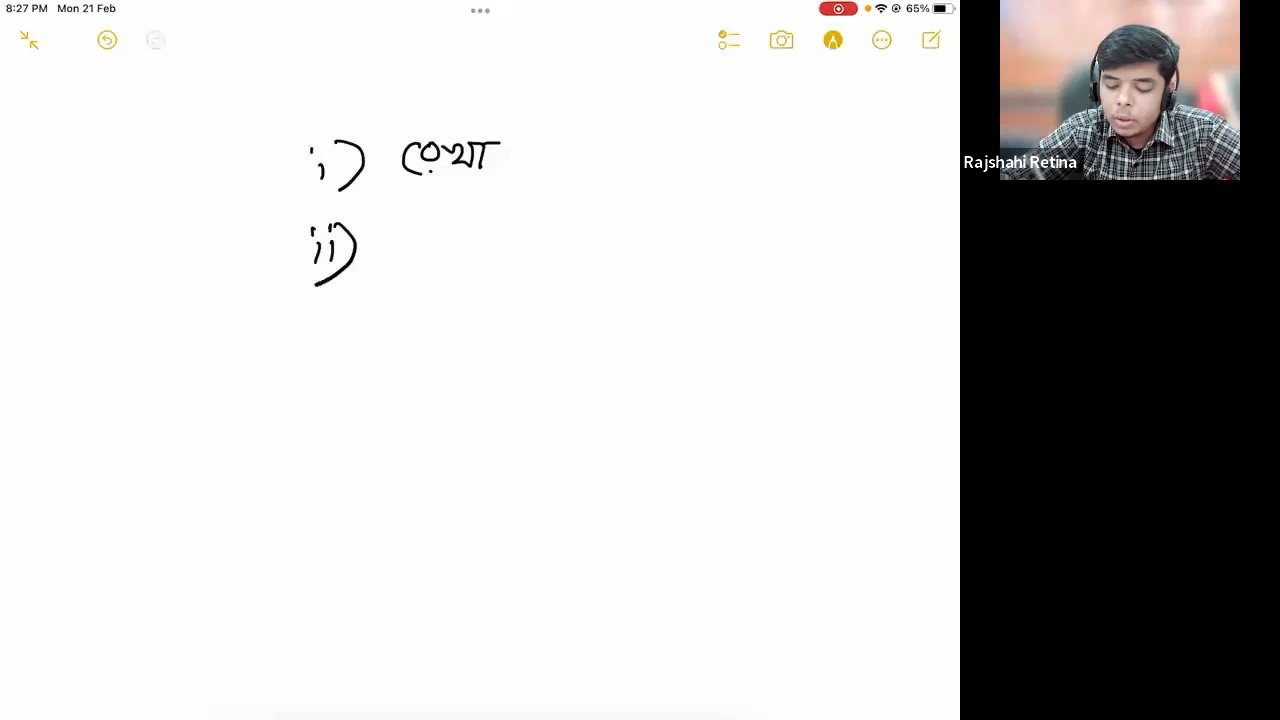 8:27 PM Mon 21 Feb 65%
i) রেখা
ii)
Rajshahi Retina